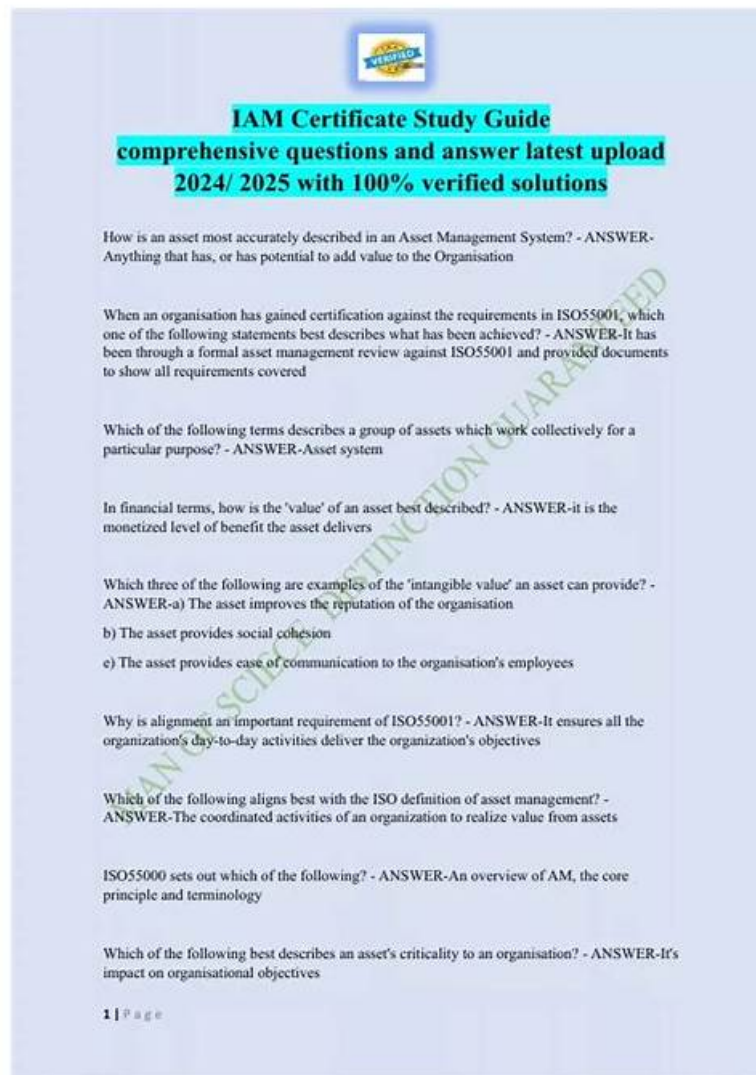 VERIFIED
IAM Certificate Study Guide
comprehensive questions and answer latest upload
2024/ 2025 with 100% verified solutions
How is an asset most accurately described in an Asset Management System? - ANSWER-
Anything that has, or has potential to add value to the Organisation
When an organisation has gained certification against the requirements in ISO55001, which
one of the following statements best describes what has been achieved? - ANSWER-It has
been through a formal asset management review against ISO55001 and provided documents
to show all requirements covered
Which of the following terms describes a group of assets which work collectively for a
particular purpose? - ANSWER-Asset system
In financial terms, how is the 'value' of an asset best described? - ANSWER-it is the
monetized level of benefit the asset delivers
Which three of the following are examples of the 'intangible value' an asset can provide? -
ANSWER-a) The asset improves the reputation of the organisation
b) The asset provides social cohesion
e) The asset provides ease of communication to the organisation's employees
Why is alignment an important requirement of ISO55001? - ANSWER-It ensures all the
organization's day-to-day activities deliver the organization's objectives
Which of the following aligns best with the ISO definition of asset management? -
ANSWER-The coordinated activities of an organization to realize value from assets
ISO55000 sets out which of the following? - ANSWER-An overview of AM, the core
principle and terminology
Which of the following best describes an asset's criticality to an organisation? - ANSWER-It's
impact on organisational objectives
1 | Page
MAN OF SCIECE, DISTINCTION GUARANTEED